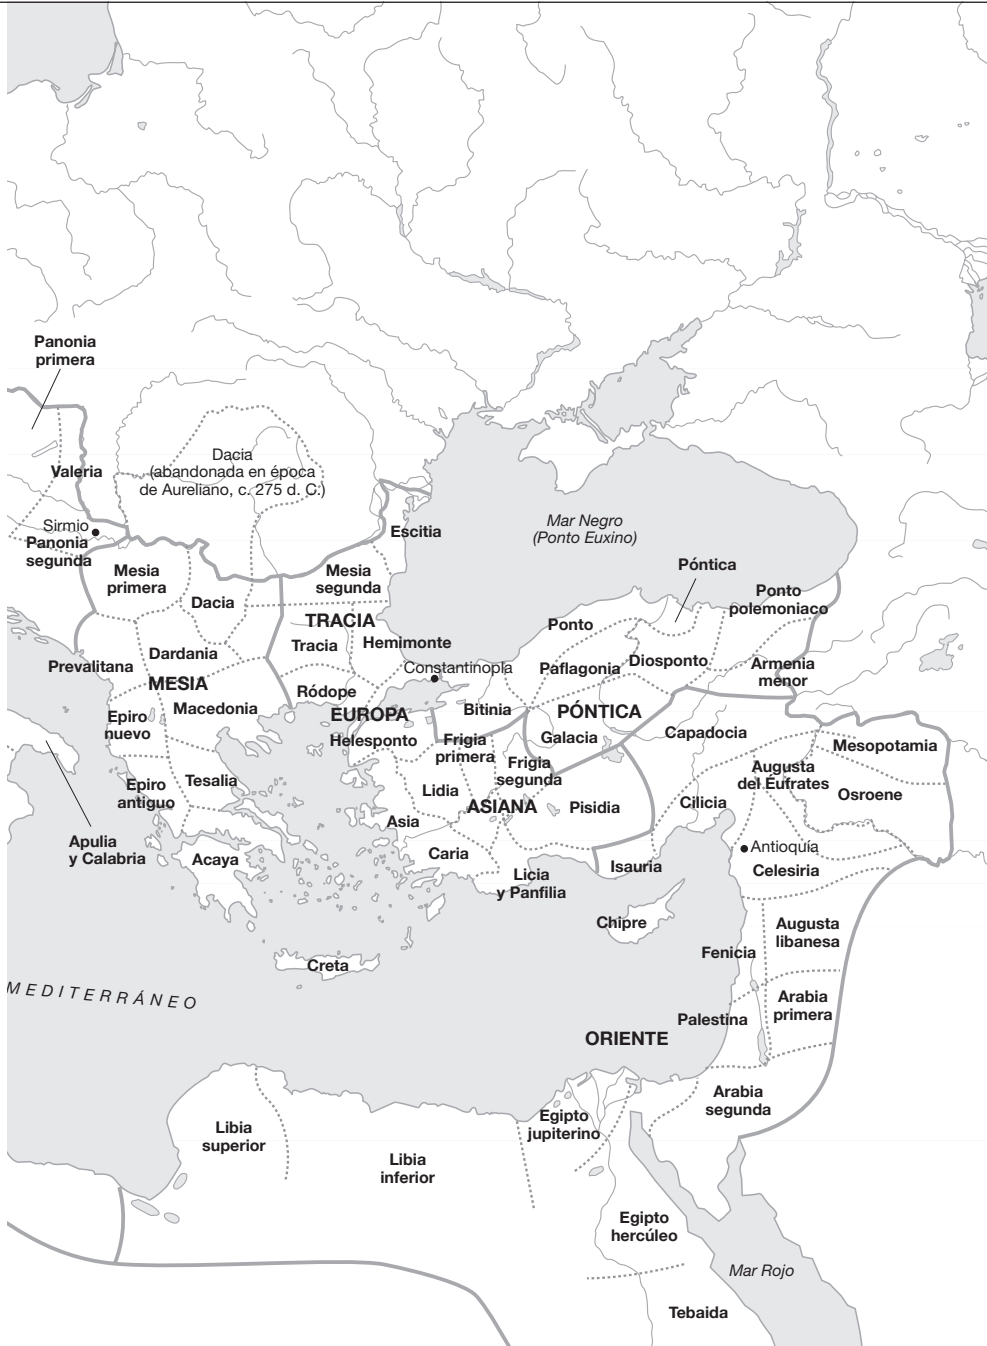 Panonia
primera
Valeria
Dacia
(abandonada en época
de Aureliano, c. 275 d. C.)
Sirmio
Panonia
segunda
Escitia
Mar Negro
(Ponto Euxino)
Mesia
primera
Mesia
segunda
Póntica
Dacia
Ponto
polemoniaco
TRACIA
Ponto
Tracia
Hemimonte
Dardania
Prevalitana
Constantinopla
Paflagonia
Diosponto
Armenia
menor
MESIA
Ródope
Macedonia
Epiro
nuevo
EUROPA
Bitinia
PÓNTICA
Helesponto
Frigia
primera
Galacia
Capadocia
Mesopotamia
Frigia
segunda
Augusta
del Éufrates
Epiro
antiguo
Tesalia
Lidia
ASIANA
Pisidia
Cilicia
Osroene
Asia
Apulia
y Calabria
Acaya
Caria
Antioquía
Isauria
Celesiria
Licia
y Panfilia
Chipre
Augusta
libanesa
Fenicia
Creta
MEDITERRÁNEO
Arabia
primera
Palestina
ORIENTE
Arabia
segunda
Egipto
jupiterino
Libia
superior
Libia
inferior
Egipto
hercúleo
Mar Rojo
Tebaida